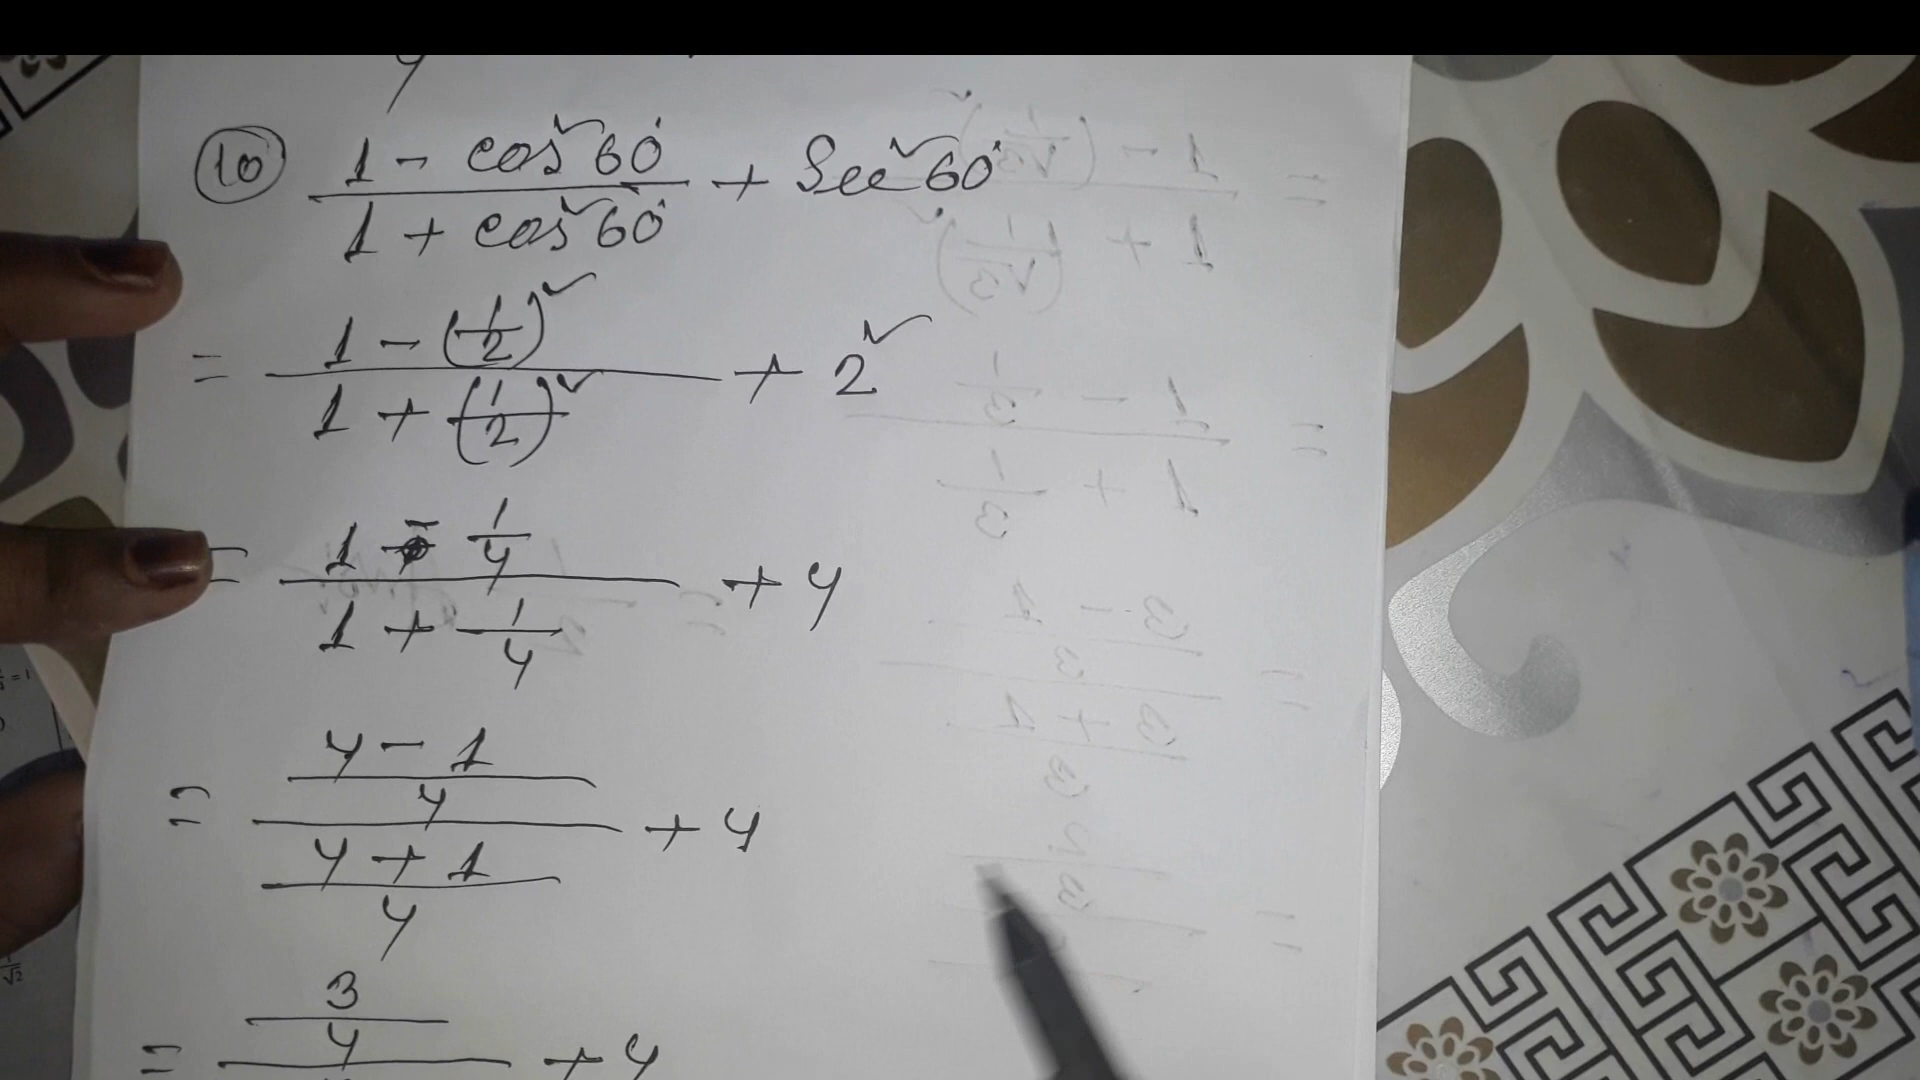 ⑩ (1 - cos²60°)/(1 + cos²60°) + Sec²60°
= (1 - (1/2)²)/(1 + (1/2)²) + 2²
= (1 - 1/4)/(1 + 1/4) + 4
= ((4 - 1)/4)/((4 + 1)/4) + 4
= (3/4)/ + 4